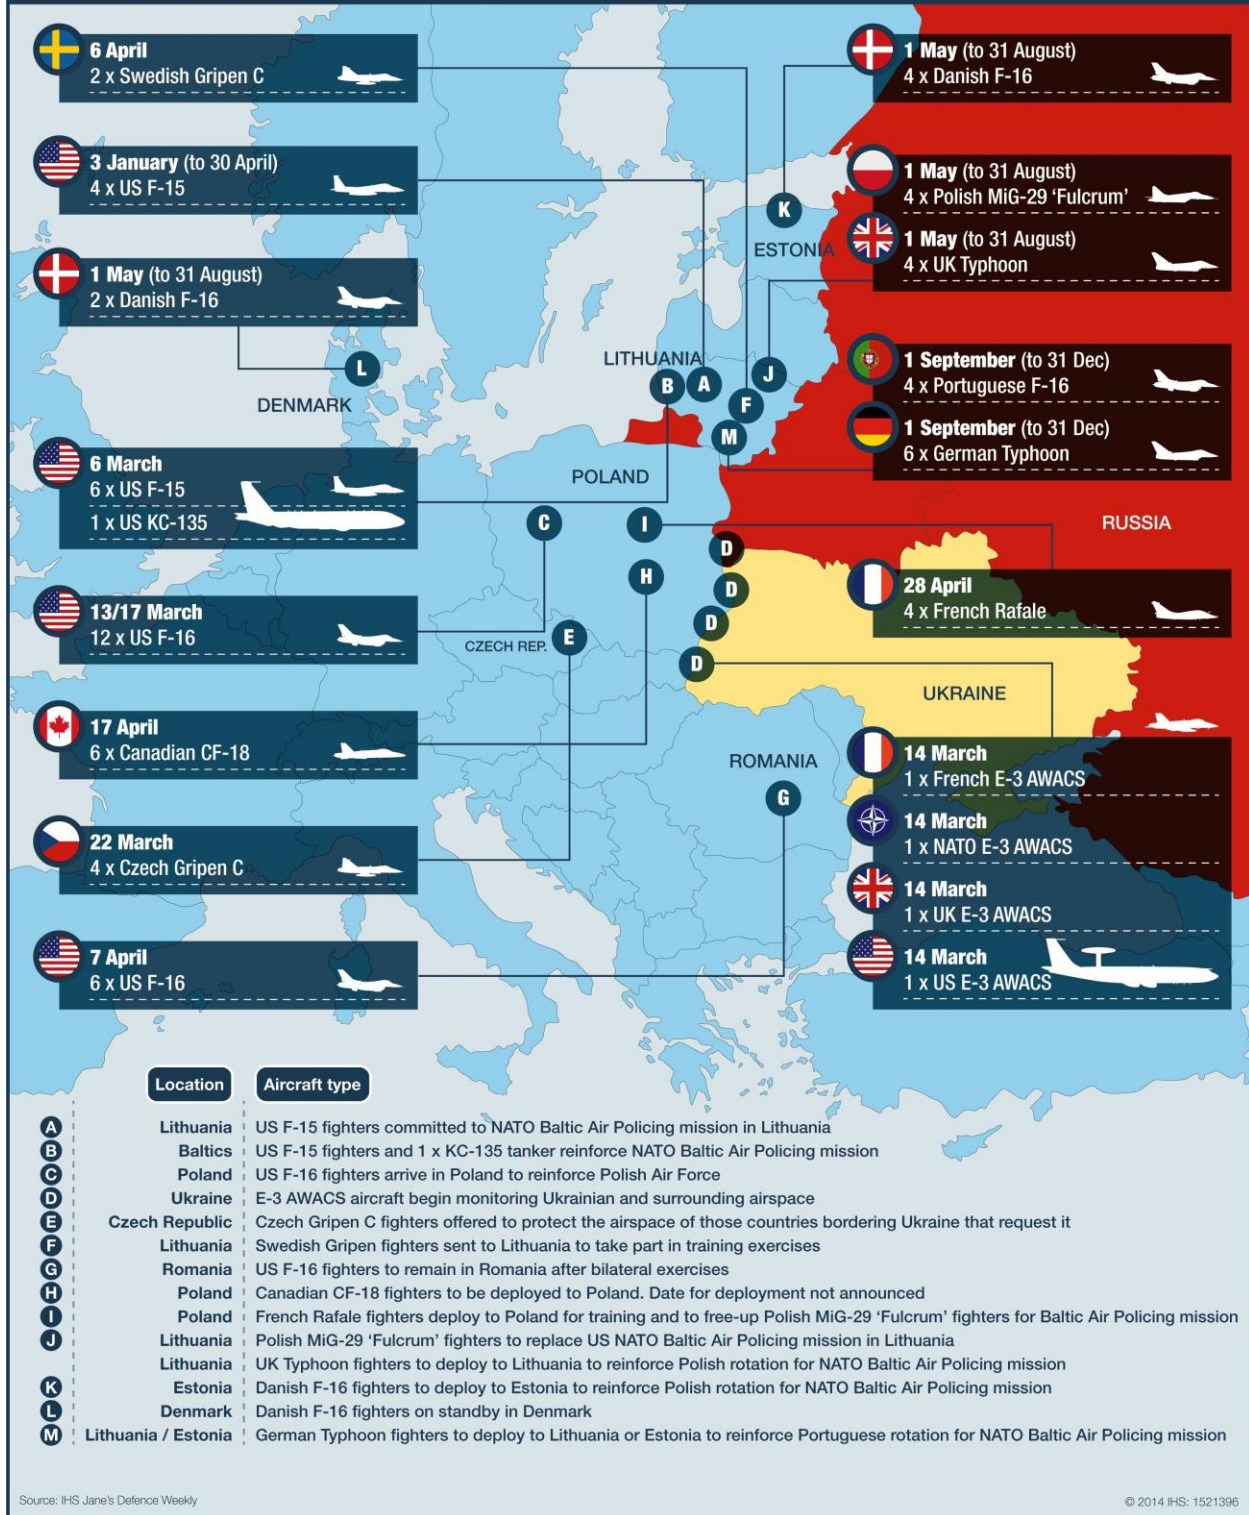 6 April
2 x Swedish Gripen C
3 January (to 30 April)
4 x US F-15
1 May (to 31 August)
2 x Danish F-16
6 March
6 x US F-15
1 x US KC-135
13/17 March
12 x US F-16
17 April
6 x Canadian CF-18
22 March
4 x Czech Gripen C
7 April
6 x US F-16
1 May (to 31 August)
4 x Danish F-16
1 May (to 31 August)
4 x Polish MiG-29 ‘Fulcrum’
1 May (to 31 August)
4 x UK Typhoon
1 September (to 31 Dec)
4 x Portuguese F-16
1 September (to 31 Dec)
6 x German Typhoon
28 April
4 x French Rafale
14 March
1 x French E-3 AWACS
14 March
1 x NATO E-3 AWACS
14 March
1 x UK E-3 AWACS
14 March
1 x US E-3 AWACS
K
ESTONIA
LITHUANIA
B
A
J
F
M
L
DENMARK
POLAND
C
I
RUSSIA
D
H
D
D
E
CZECH REP.
D
UKRAINE
ROMANIA
G
Location Aircraft type
A Lithuania US F-15 fighters committed to NATO Baltic Air Policing mission in Lithuania
B Baltics US F-15 fighters and 1 x KC-135 tanker reinforce NATO Baltic Air Policing mission
C Poland US F-16 fighters arrive in Poland to reinforce Polish Air Force
D Ukraine E-3 AWACS aircraft begin monitoring Ukrainian and surrounding airspace
E Czech Republic Czech Gripen C fighters offered to protect the airspace of those countries bordering Ukraine that request it
F Lithuania Swedish Gripen fighters sent to Lithuania to take part in training exercises
G Romania US F-16 fighters to remain in Romania after bilateral exercises
H Poland Canadian CF-18 fighters to be deployed to Poland. Date for deployment not announced
I Poland French Rafale fighters deploy to Poland for training and to free-up Polish MiG-29 ‘Fulcrum’ fighters for Baltic Air Policing mission
J Lithuania Polish MiG-29 ‘Fulcrum’ fighters to replace US NATO Baltic Air Policing mission in Lithuania
Lithuania UK Typhoon fighters to deploy to Lithuania to reinforce Polish rotation for NATO Baltic Air Policing mission
K Estonia Danish F-16 fighters to deploy to Estonia to reinforce Polish rotation for NATO Baltic Air Policing mission
L Denmark Danish F-16 fighters on standby in Denmark
M Lithuania / Estonia German Typhoon fighters to deploy to Lithuania or Estonia to reinforce Portuguese rotation for NATO Baltic Air Policing mission
Source: IHS Jane's Defence Weekly
© 2014 IHS: 1521396